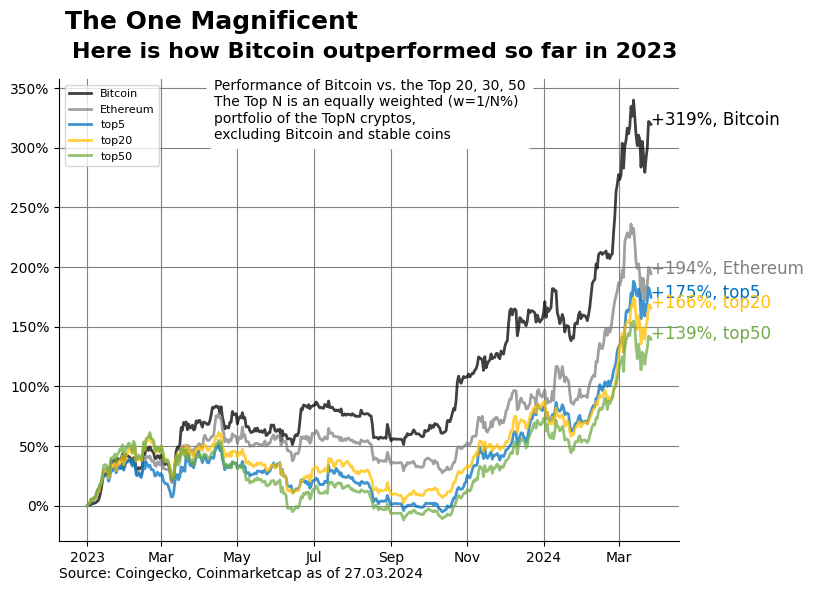 The One Magnificent
Here is how Bitcoin outperformed so far in 2023
350%
300%
250%
200%
150%
100%
50%
0%
Bitcoin
Ethereum
top5
top20
top50
Performance of Bitcoin vs. the Top 20, 30, 50
The Top N is an equally weighted (w=1/N%)
portfolio of the TopN cryptos,
excluding Bitcoin and stable coins
+319%, Bitcoin
+194%, Ethereum
+175%, top5
+166%, top20
+139%, top50
2023 Mar May Jul Sep Nov 2024 Mar
Source: Coingecko, Coinmarketcap as of 27.03.2024